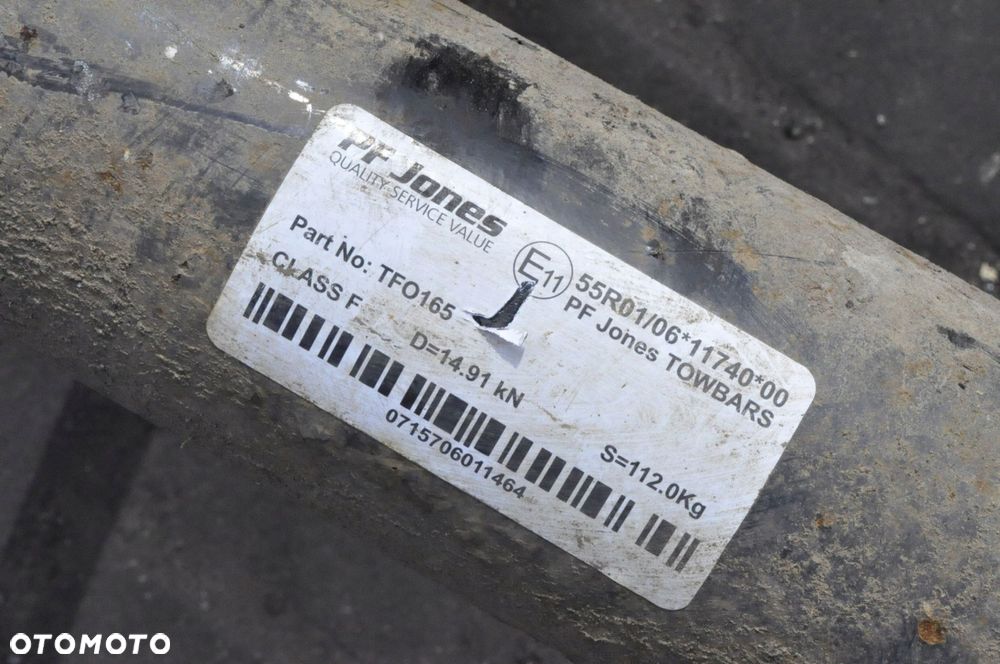 PF Jones
QUALITY SERVICE VALUE
E11
55R01/06*11740*00
PF Jones TOWBARS
Part No: TFO165
CLASS F
D=14.91 kN
S=112.0Kg
0715706011464
OTOMOTO